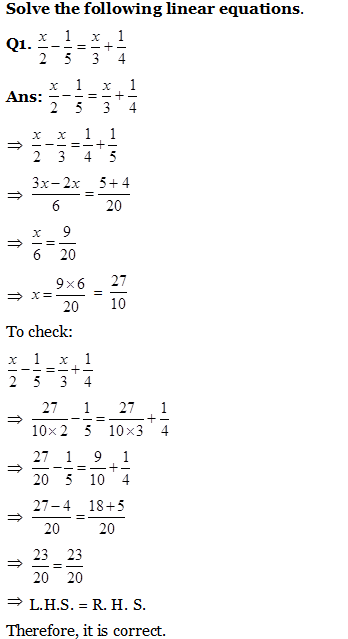 Solve the following linear equations.
Q1. x/2 − 1/5 = x/3 + 1/4
Ans: x/2 − 1/5 = x/3 + 1/4
⇒ x/2 − x/3 = 1/4 + 1/5
⇒ (3x − 2x)/6 = (5 + 4)/20
⇒ x/6 = 9/20
⇒ x = (9×6)/20 = 27/10
To check:
x/2 − 1/5 = x/3 + 1/4
⇒ 27/(10×2) − 1/5 = 27/(10×3) + 1/4
⇒ 27/20 − 1/5 = 9/10 + 1/4
⇒ (27 − 4)/20 = (18 + 5)/20
⇒ 23/20 = 23/20
⇒ L.H.S. = R. H. S.
Therefore, it is correct.